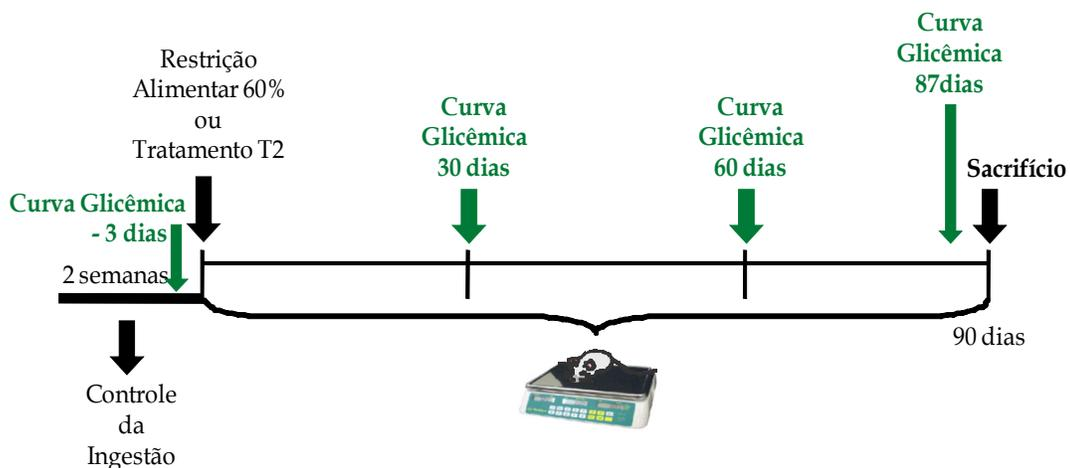 Restrição
Alimentar 60%
ou
Tratamento T2
Curva Glicêmica
- 3 dias
2 semanas
Controle
da
Ingestão
Curva
Glicêmica
30 dias
Curva
Glicêmica
60 dias
Curva
Glicêmica
87dias
Sacrifício
90 dias